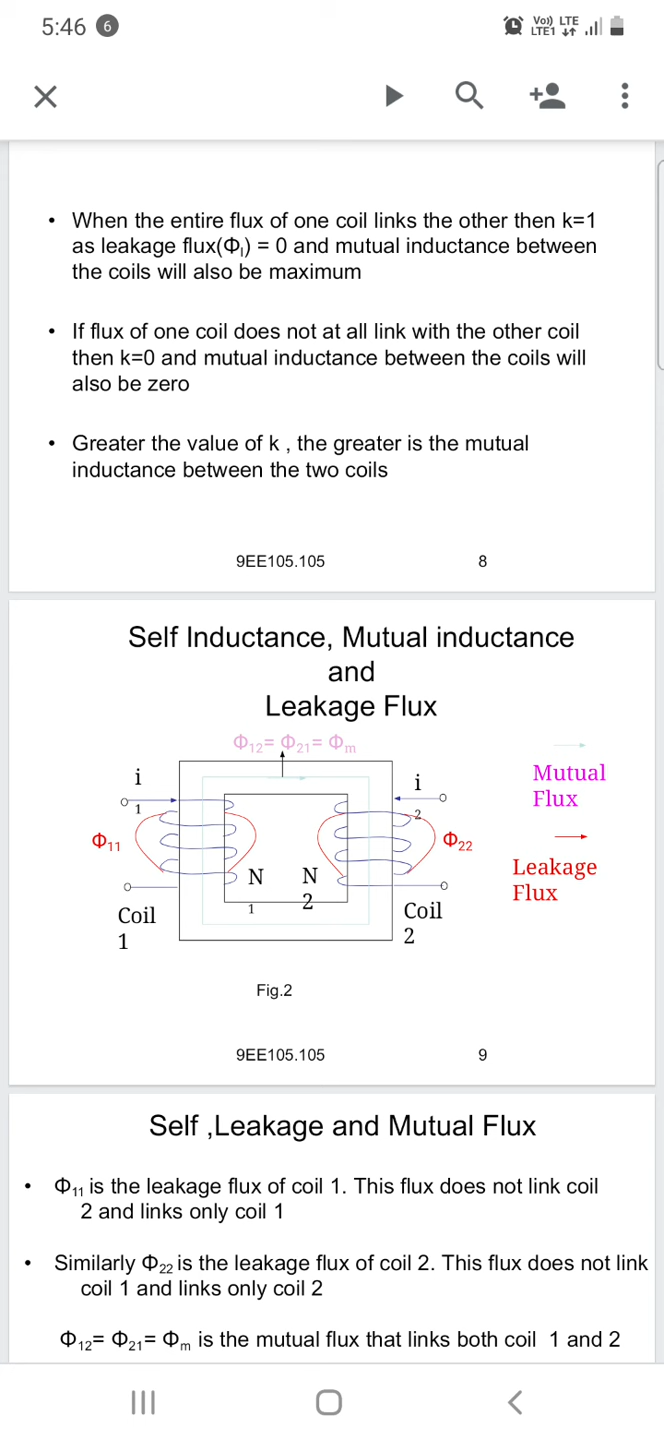 5:46 6 Vo)) LTE
LTE1
• When the entire flux of one coil links the other then k=1
as leakage flux(Φl) = 0 and mutual inductance between
the coils will also be maximum
• If flux of one coil does not at all link with the other coil
then k=0 and mutual inductance between the coils will
also be zero
• Greater the value of k , the greater is the mutual
inductance between the two coils
9EE105.105 8
Self Inductance, Mutual inductance
and
Leakage Flux
Φ12= Φ21= Φm
i
1
i
2
Mutual
Flux
Φ11
Φ22
Leakage
Flux
N
1
N
2
Coil
1
Coil
2
Fig.2
9EE105.105 9
Self ,Leakage and Mutual Flux
• Φ11 is the leakage flux of coil 1. This flux does not link coil
2 and links only coil 1
• Similarly Φ22 is the leakage flux of coil 2. This flux does not link
coil 1 and links only coil 2
Φ12= Φ21= Φm is the mutual flux that links both coil 1 and 2